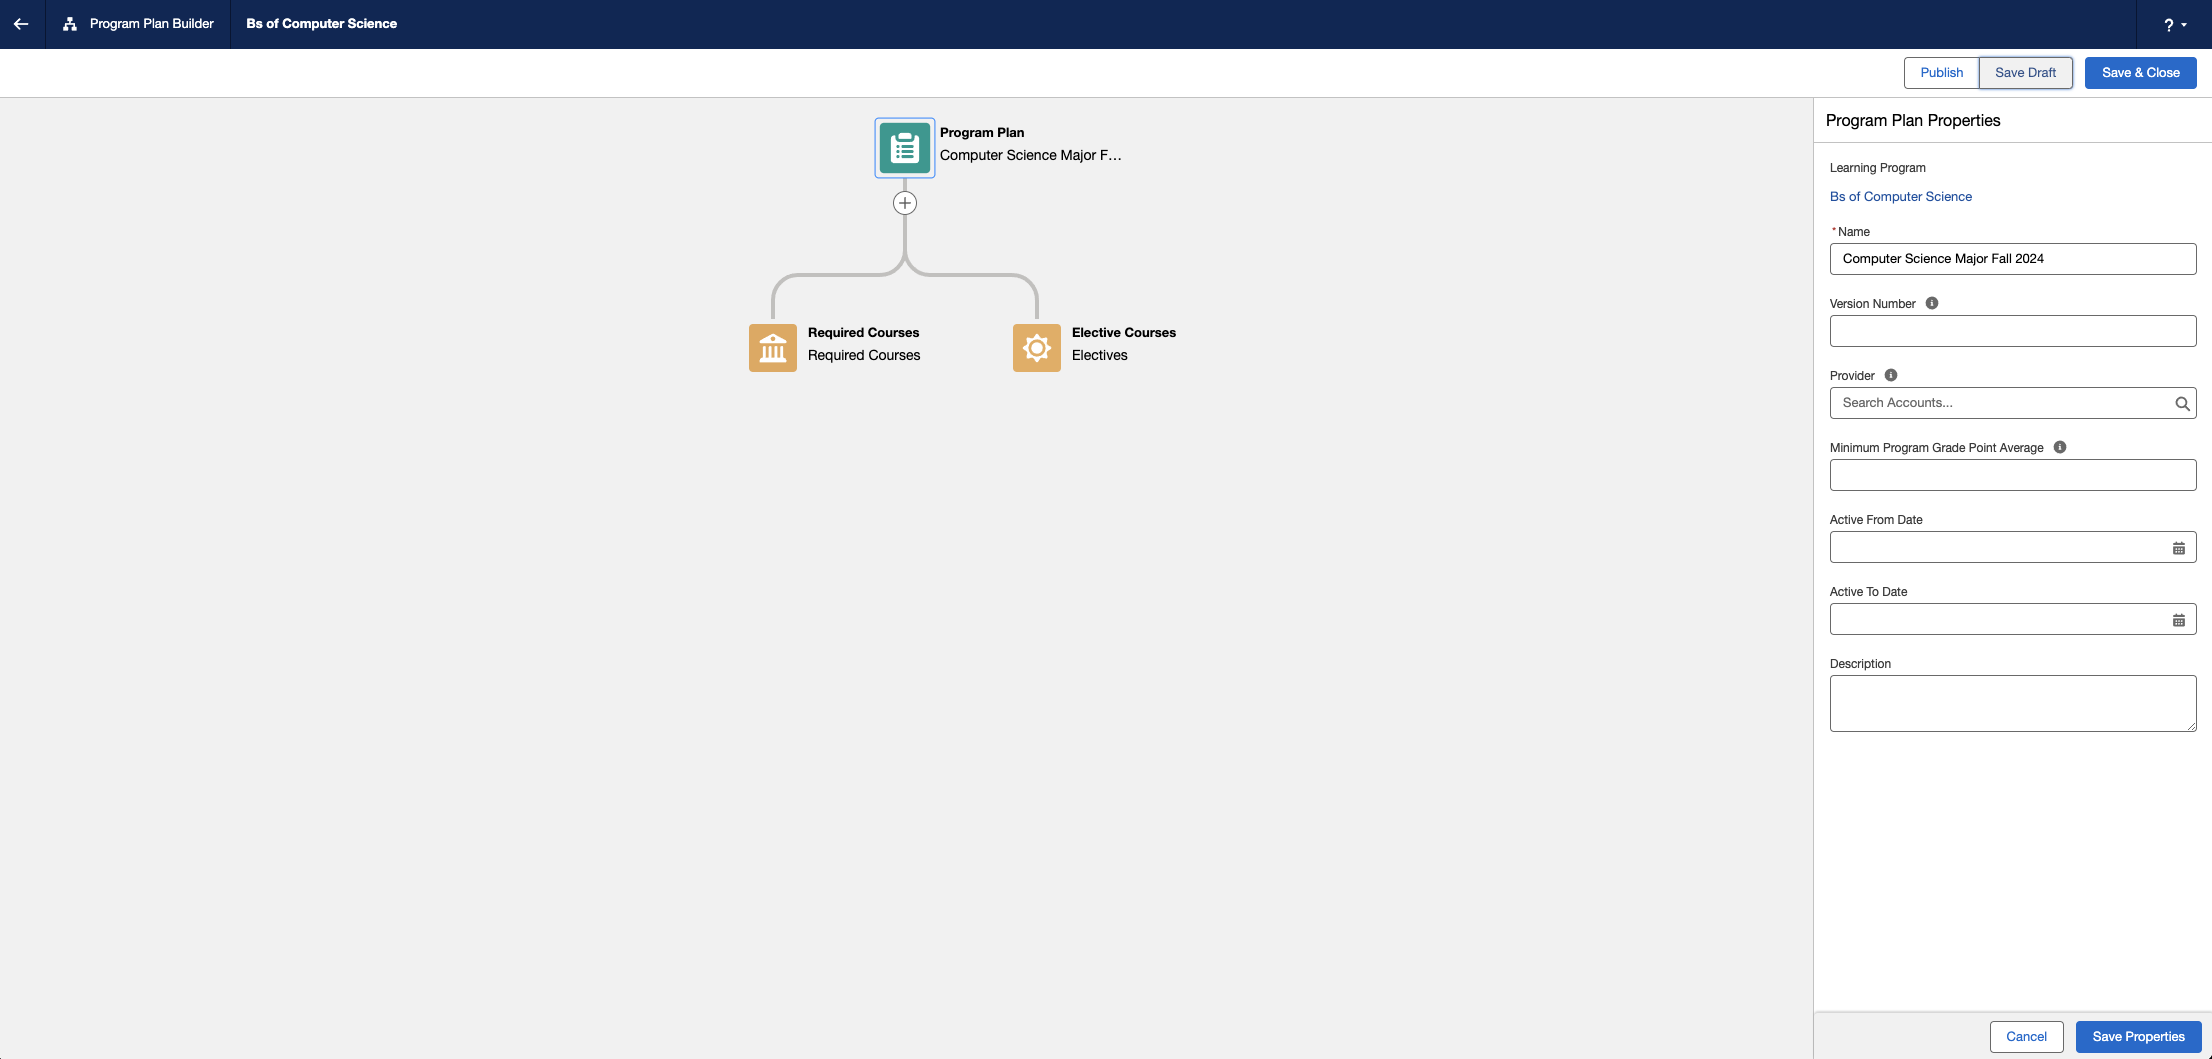 Program Plan Builder
Bs of Computer Science
?
Publish
Save Draft
Save & Close
Program Plan
Computer Science Major F...
Required Courses
Required Courses
Elective Courses
Electives
Program Plan Properties
Learning Program
Bs of Computer Science
* Name
Computer Science Major Fall 2024
Version Number
Provider
Search Accounts...
Minimum Program Grade Point Average
Active From Date
Active To Date
Description
Cancel
Save Properties